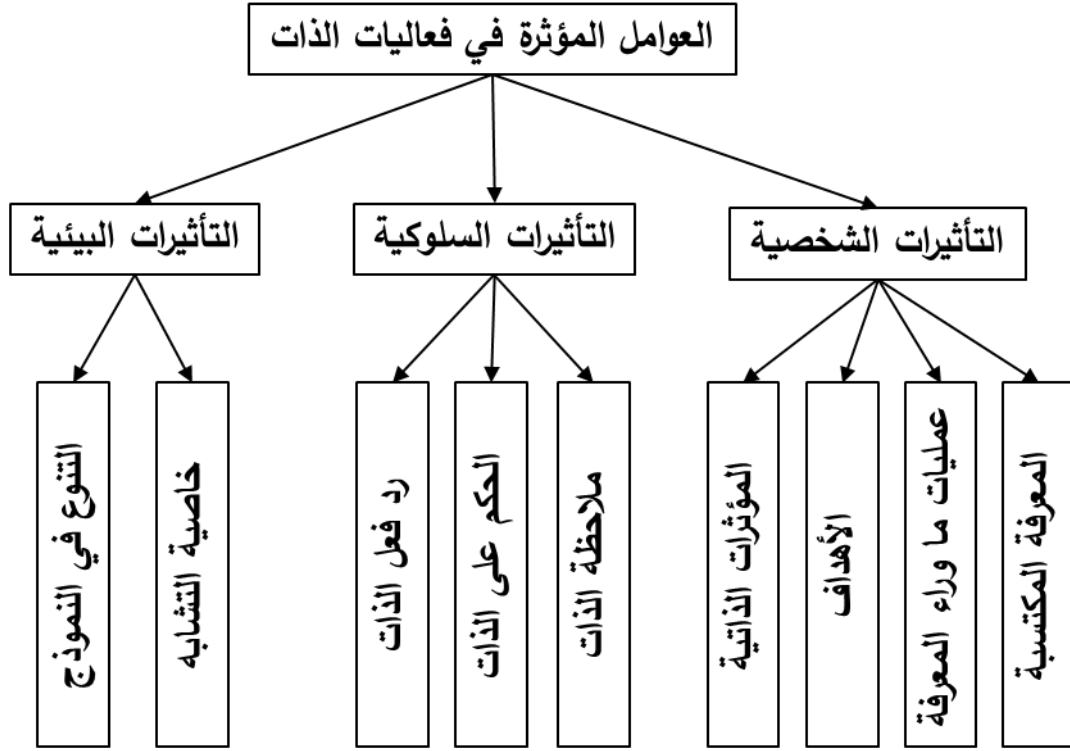 العوامل المؤثرة في فعاليات الذات
التأثيرات الشخصية
التأثيرات السلوكية
التأثيرات البيئية
المعرفة المكتسبة
عمليات ما وراء المعرفة
الأهداف
المؤثرات الذاتية
ملاحظة الذات
الحكم على الذات
رد فعل الذات
خاصية التشابه
التنوع في النموذج